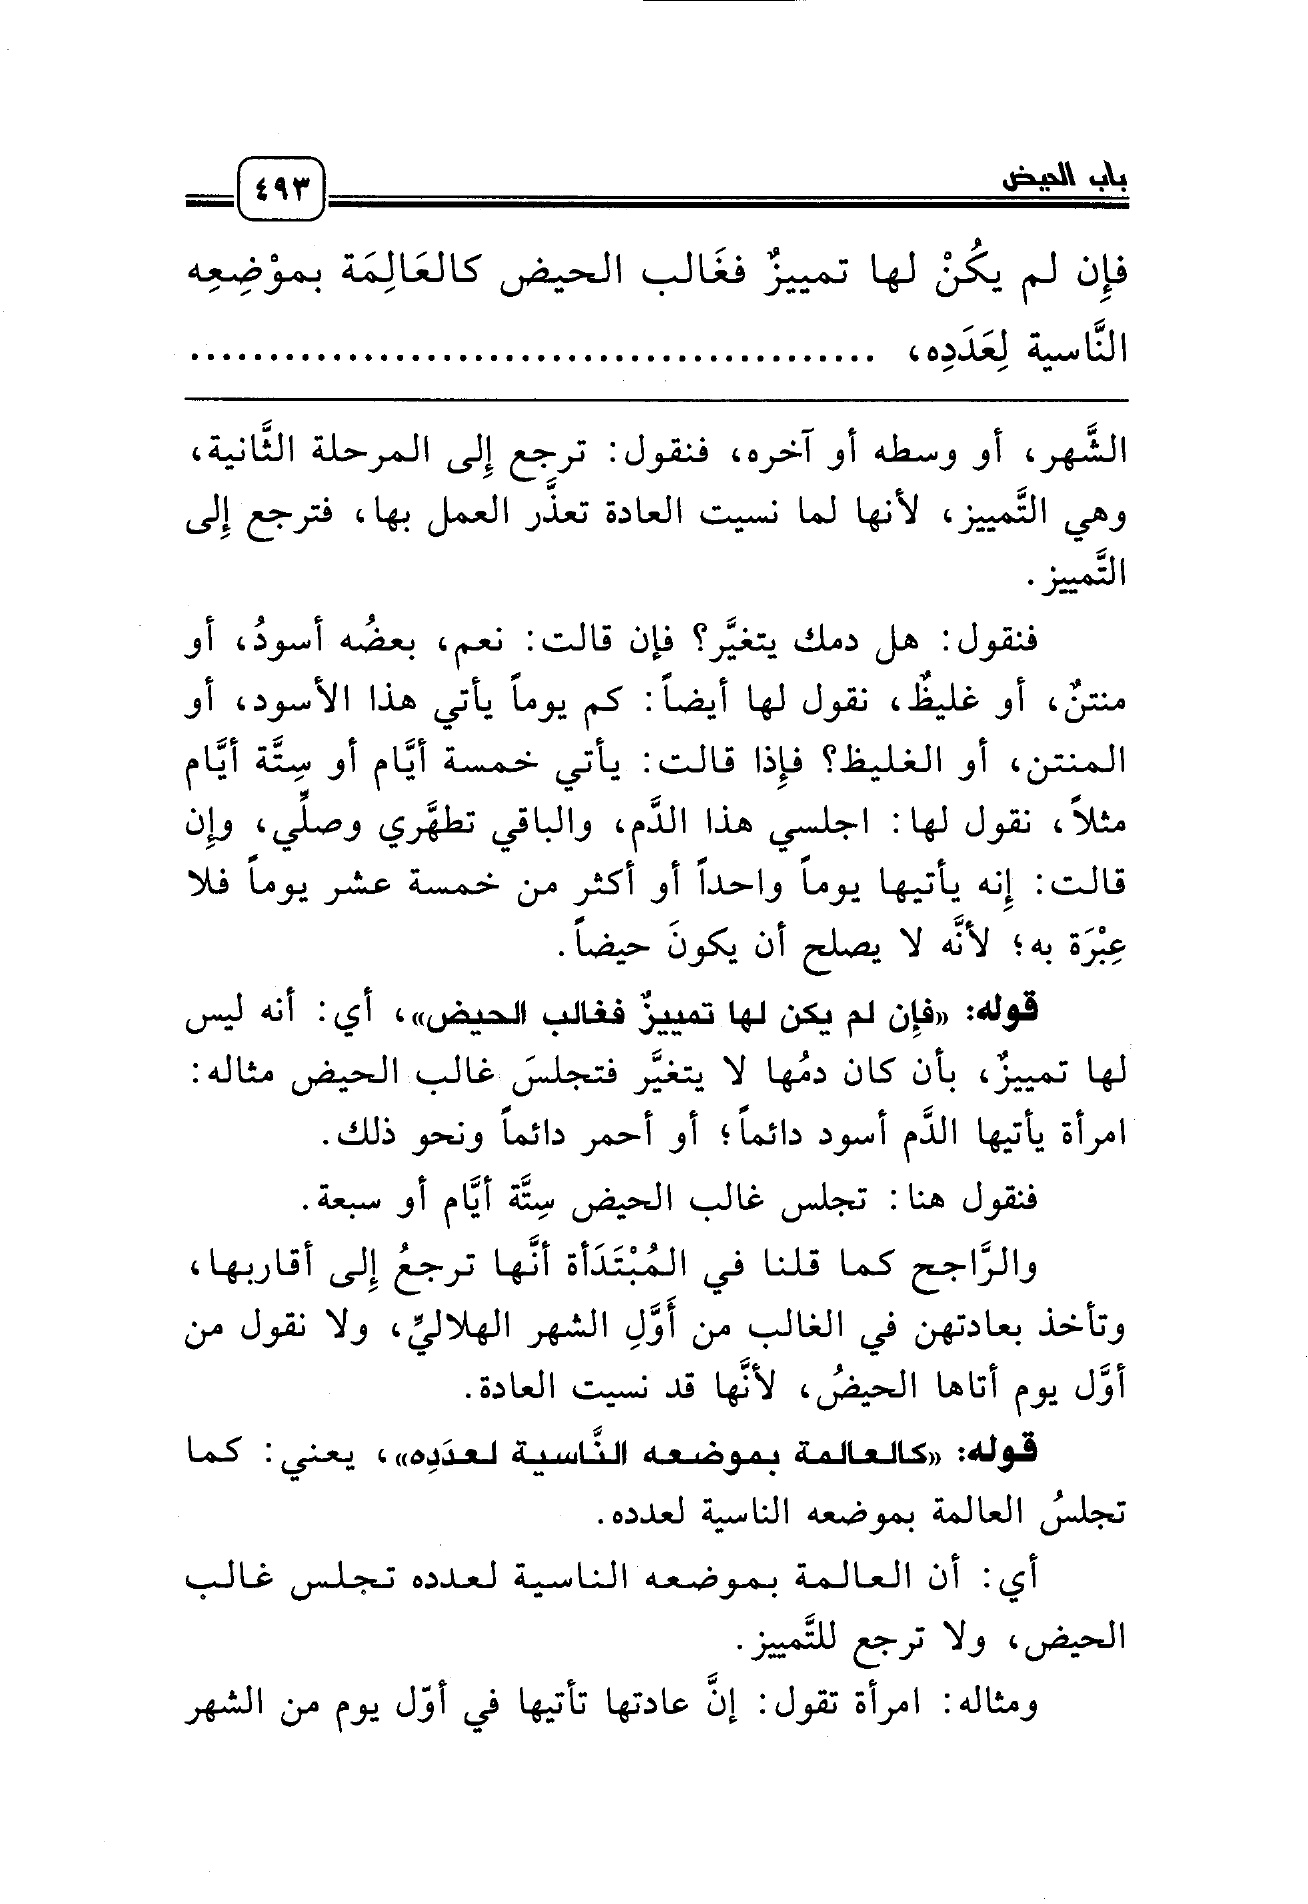 باب الحيض
٤٩٣
فإِن لم يكُنْ لها تمييزٌ فغَالب الحيض كالعَالِمَة بموْضِعِه
النَّاسية لِعَدَدِه، ............................................
الشَّهر، أو وسطه أو آخره، فنقول: ترجع إِلى المرحلة الثَّانية،
وهي التَّمييز، لأنها لما نسيت العادة تعذَّر العمل بها، فترجع إِلى
التَّمييز.
فنقول: هل دمك يتغيَّر؟ فإن قالت: نعم، بعضُه أسودُ، أو
منتنٌ، أو غليظٌ، نقول لها أيضاً: كم يوماً يأتي هذا الأسود، أو
المنتن، أو الغليظ؟ فإِذا قالت: يأتي خمسة أيَّام أو سِتَّة أيَّام
مثلاً، نقول لها: اجلسي هذا الدَّم، والباقي تطهَّري وصلِّي، وإِن
قالت: إِنه يأتيها يوماً واحداً أو أكثر من خمسة عشر يوماً فلا
عِبْرَة به؛ لأنَّه لا يصلح أن يكونَ حيضاً.
قوله: «فإِن لم يكن لها تمييزٌ فغالب الحيض»، أي: أنه ليس
لها تمييزٌ، بأن كان دمُها لا يتغيَّر فتجلسَ غالب الحيض مثاله:
امرأة يأتيها الدَّم أسود دائماً؛ أو أحمر دائماً ونحو ذلك.
فنقول هنا: تجلس غالب الحيض سِتَّة أيَّام أو سبعة.
والرَّاجح كما قلنا في المُبْتَدَأة أنَّها ترجعُ إِلى أقاربها،
وتأخذ بعادتهن في الغالب من أَوَّلِ الشهر الهلاليِّ، ولا نقول من
أوَّل يوم أتاها الحيضُ، لأنَّها قد نسيت العادة.
قوله: «كالعالمة بموضعه النَّاسية لعدَدِه»، يعني: كما
تجلسُ العالمة بموضعه الناسية لعدده.
أي: أن العالمة بموضعه الناسية لعدده تجلس غالب
الحيض، ولا ترجع للتَّمييز.
ومثاله: امرأة تقول: إنَّ عادتها تأتيها في أوّل يوم من الشهر